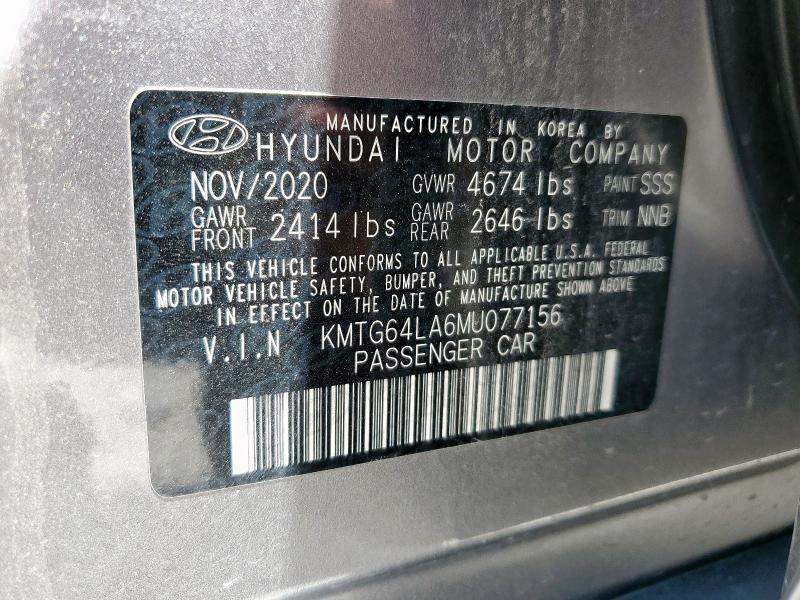 MANUFACTURED IN KOREA BY
HYUNDAI MOTOR COMPANY
NOV/2020 GVWR 4674 lbs PAINT SSS
GAWR FRONT 2414 lbs GAWR REAR 2646 lbs TRIM NNB
THIS VEHICLE CONFORMS TO ALL APPLICABLE U.S.A. FEDERAL
MOTOR VEHICLE SAFETY, BUMPER, AND THEFT PREVENTION STANDARDS
IN EFFECT ON THE DATE OF MANUFACTURE SHOWN ABOVE
V.I.N KMTG64LA6MU077156
PASSENGER CAR